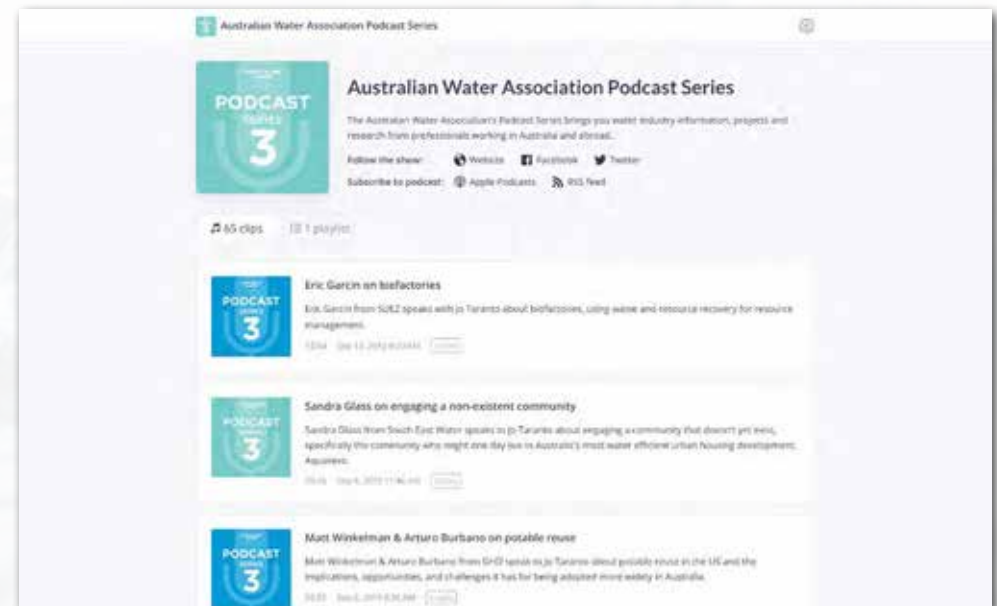 Australian Water Association Podcast Series
PODCAST
SERIES
3
Australian Water Association Podcast Series
The Australian Water Association's Podcast Series brings you water industry information, projects and
research from professionals working in Australia and abroad.
Follow the show: Website Facebook Twitter
Subscribe to podcast: Apple Podcasts RSS feed
65 clips 1 playlist
PODCAST
3
Eric Garcin on biofactories
Eric Garcin from SUEZ speaks with Jo Taranto about biofactories, using waste and resource recovery for resource
management.
PODCAST
3
Sandra Glass on engaging a non-existent community
Sandra Glass from South East Water speaks to Jo Taranto about engaging a community that doesn't yet exist,
specifically the community who might one day live in Australia's most water efficient urban housing development,
Aquarevo.
Sep 6, 2019 11:46 AM
PODCAST
3
Matt Winkelman & Arturo Burbano on potable reuse
Matt Winkelman & Arturo Burbano from GHD speak to Jo Taranto about potable reuse in the US and the
implications, opportunities, and challenges it has for being adopted more widely in Australia.